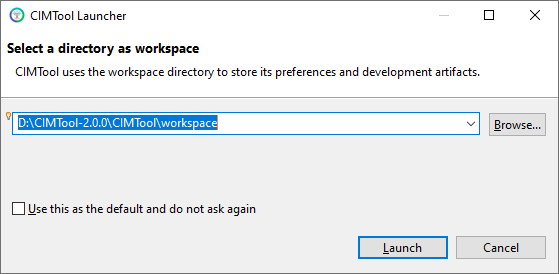 CIMTool Launcher
Select a directory as workspace
CIMTool uses the workspace directory to store its preferences and development artifacts.
D:\CIMTool-2.0.0\CIMTool\workspace
Browse...
Use this as the default and do not ask again
Launch
Cancel